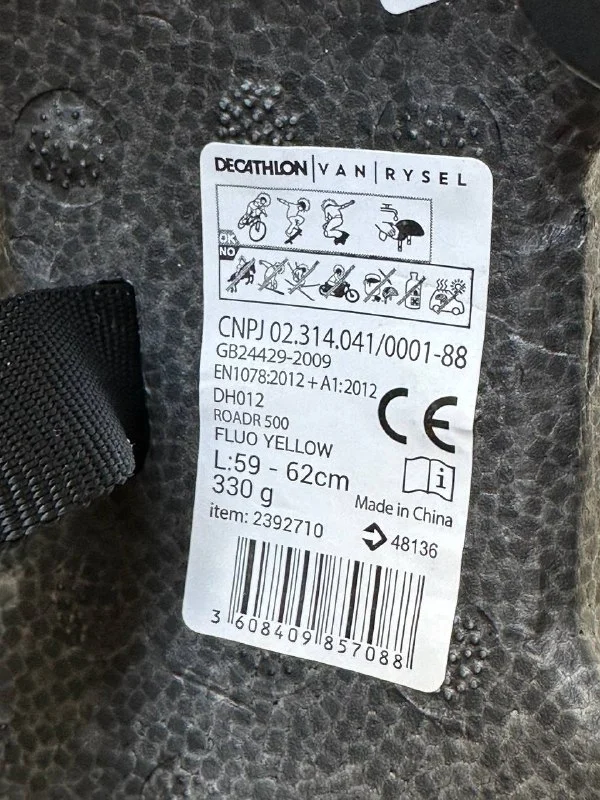 DECATHLON | VAN | RYSEL
OK
NO
CNPJ 02.314.041/0001-88
GB24429-2009
EN1078:2012 + A1:2012
CE
DH012
ROADR 500
FLUO YELLOW
L:59 - 62cm
330 g
Made in China
item: 2392710
48136
3 608409 857088